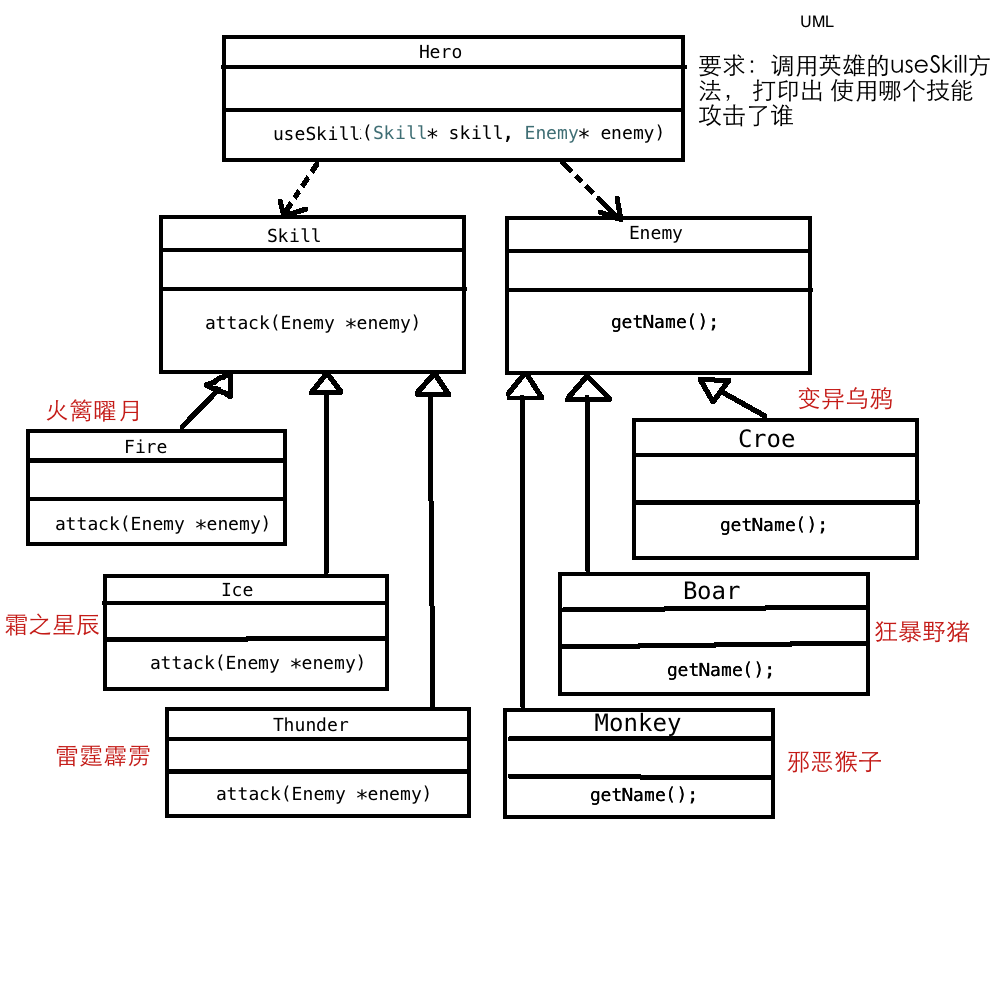 UML
Hero
要求：调用英雄的useSkill方
法， 打印出 使用哪个技能
攻击了谁
useSkill(Skill* skill, Enemy* enemy)
Skill
attack(Enemy *enemy)
Enemy
getName();
火篱曜月
Fire
attack(Enemy *enemy)
变异乌鸦
Croe
getName();
霜之星辰
Ice
attack(Enemy *enemy)
Boar
getName();
狂暴野猪
雷霆霹雳
Thunder
attack(Enemy *enemy)
Monkey
getName();
邪恶猴子